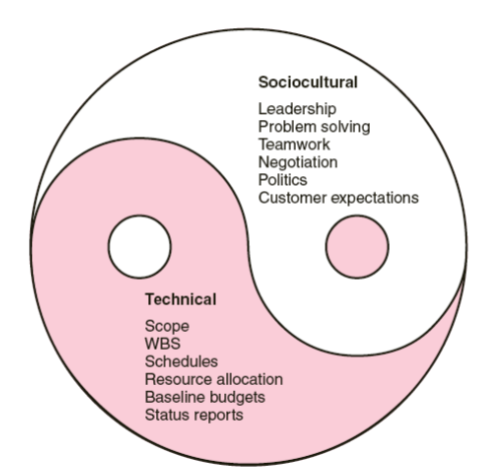 Sociocultural
Leadership
Problem solving
Teamwork
Negotiation
Politics
Customer expectations
Technical
Scope
WBS
Schedules
Resource allocation
Baseline budgets
Status reports